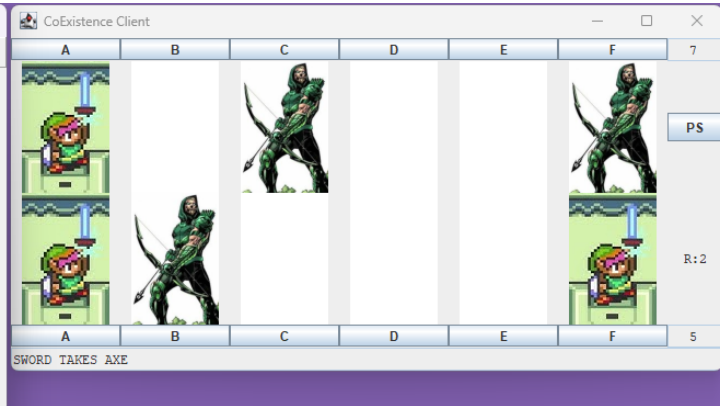 CoExistence Client
A B C D E F 7
PS
R:2
A B C D E F 5
SWORD TAKES AXE